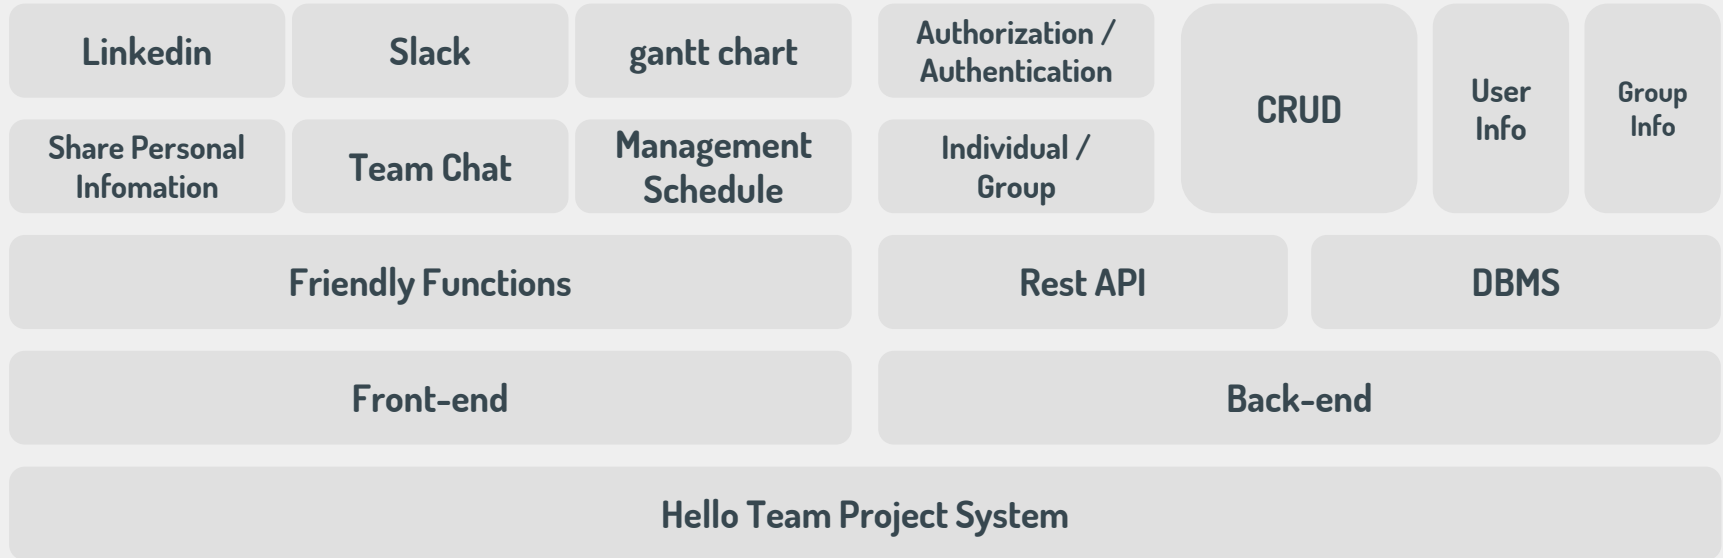 Linkedin
Slack
gantt chart
Authorization /
Authentication
CRUD
User
Info
Group
Info
Share Personal
Infomation
Team Chat
Management
Schedule
Individual /
Group
Friendly Functions
Rest API
DBMS
Front-end
Back-end
Hello Team Project System